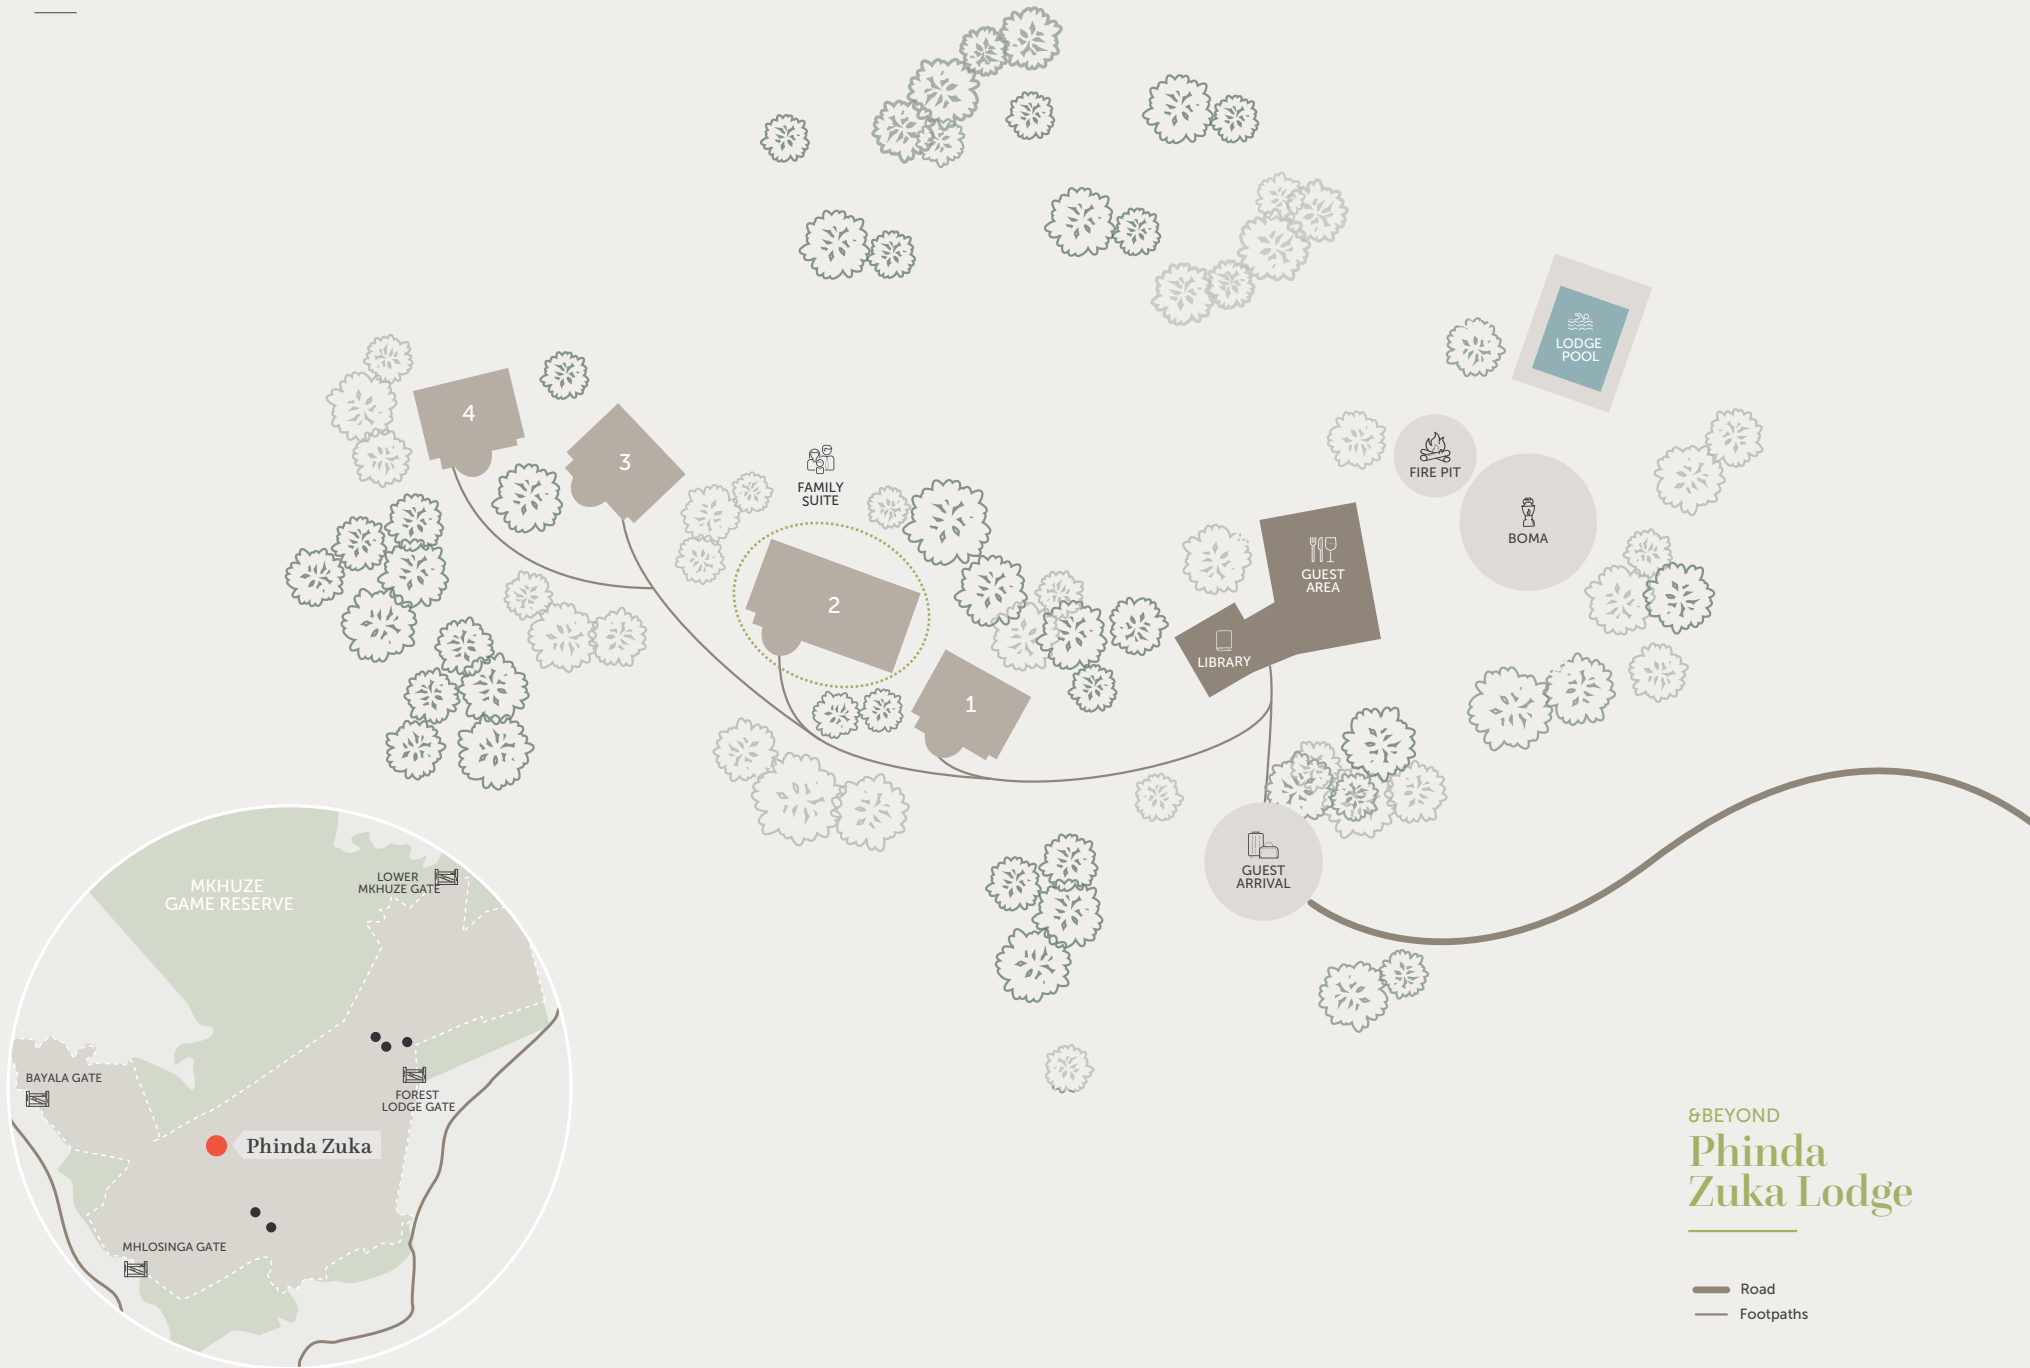 LODGE
POOL
4
3
FAMILY
SUITE
FIRE PIT
BOMA
GUEST
AREA
2
LIBRARY
1
GUEST
ARRIVAL
MKHUZE
GAME RESERVE
LOWER
MKHUZE GATE
BAYALA GATE
FOREST
LODGE GATE
Phinda Zuka
MHLOSINGA GATE
&BEYOND
Phinda
Zuka Lodge
Road
Footpaths